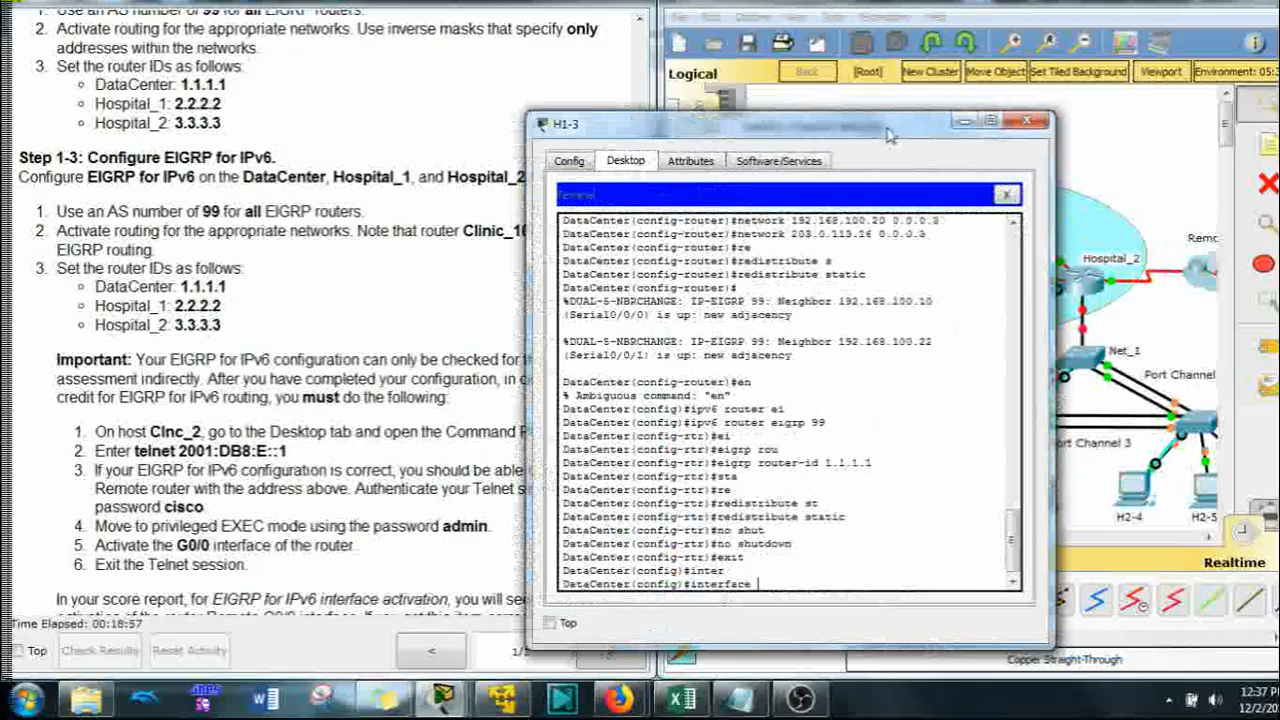 1. Use an AS number of 99 for all EIGRP routers.
2. Activate routing for the appropriate networks. Use inverse masks that specify only
addresses within the networks.
3. Set the router IDs as follows:
DataCenter: 1.1.1.1
Hospital_1: 2.2.2.2
Hospital_2: 3.3.3.3
Step 1-3: Configure EIGRP for IPv6.
Configure EIGRP for IPv6 on the DataCenter, Hospital_1, and Hospital_2
1. Use an AS number of 99 for all EIGRP routers.
2. Activate routing for the appropriate networks. Note that router Clinic_10
EIGRP routing.
3. Set the router IDs as follows:
DataCenter: 1.1.1.1
Hospital_1: 2.2.2.2
Hospital_2: 3.3.3.3
Important: Your EIGRP for IPv6 configuration can only be checked for
assessment indirectly. After you have completed your configuration, in
credit for EIGRP for IPv6 routing, you must do the following:
1. On host Clnc_2, go to the Desktop tab and open the Command
2. Enter telnet 2001:DB8:E::1
3. If your EIGRP for IPv6 configuration is correct, you should be able
Remote router with the address above. Authenticate your Telnet
password cisco.
4. Move to privileged EXEC mode using the password admin.
5. Activate the G0/0 interface of the router.
6. Exit the Telnet session.
In your score report, for EIGRP for IPv6 interface activation, you will
Time Elapsed: 00:18:57
Top
Check Results
Reset Activity
<
1/
H1-3
Config
Desktop
Attributes
Software/Services
Terminal
X
DataCenter(config-router)#network 192.168.100.20 0.0.0.3
DataCenter(config-router)#network 203.0.113.16 0.0.0.3
DataCenter(config-router)#re
DataCenter(config-router)#redistribute s
DataCenter(config-router)#redistribute static
DataCenter(config-router)#
%DUAL-5-NBRCHANGE: IP-EIGRP 99: Neighbor 192.168.100.10
(Serial0/0/0) is up: new adjacency
%DUAL-5-NBRCHANGE: IP-EIGRP 99: Neighbor 192.168.100.22
(Serial0/0/1) is up: new adjacency
DataCenter(config-router)#en
% Ambiguous command: "en"
DataCenter(config)#ipv6 router ei
DataCenter(config)#ipv6 router eigrp 99
DataCenter(config-rtr)#ei
DataCenter(config-rtr)#eigrp rou
DataCenter(config-rtr)#eigrp router-id 1.1.1.1
DataCenter(config-rtr)#sta
DataCenter(config-rtr)#re
DataCenter(config-rtr)#redistribute st
DataCenter(config-rtr)#redistribute static
DataCenter(config-rtr)#no shut
DataCenter(config-rtr)#no shutdown
DataCenter(config-rtr)#exit
DataCenter(config)#inter
DataCenter(config)#interface
Top
Logical
Back
[Root]
New Cluster
Move Object
Set Tiled Background
Viewport
Environment: 05:3
Hospital_2
Remo
Net_1
Port Channel
Port Channel 3
H2-4
H2-5
Realtime
Copper Straight-Through
12:37 P
12/2/20